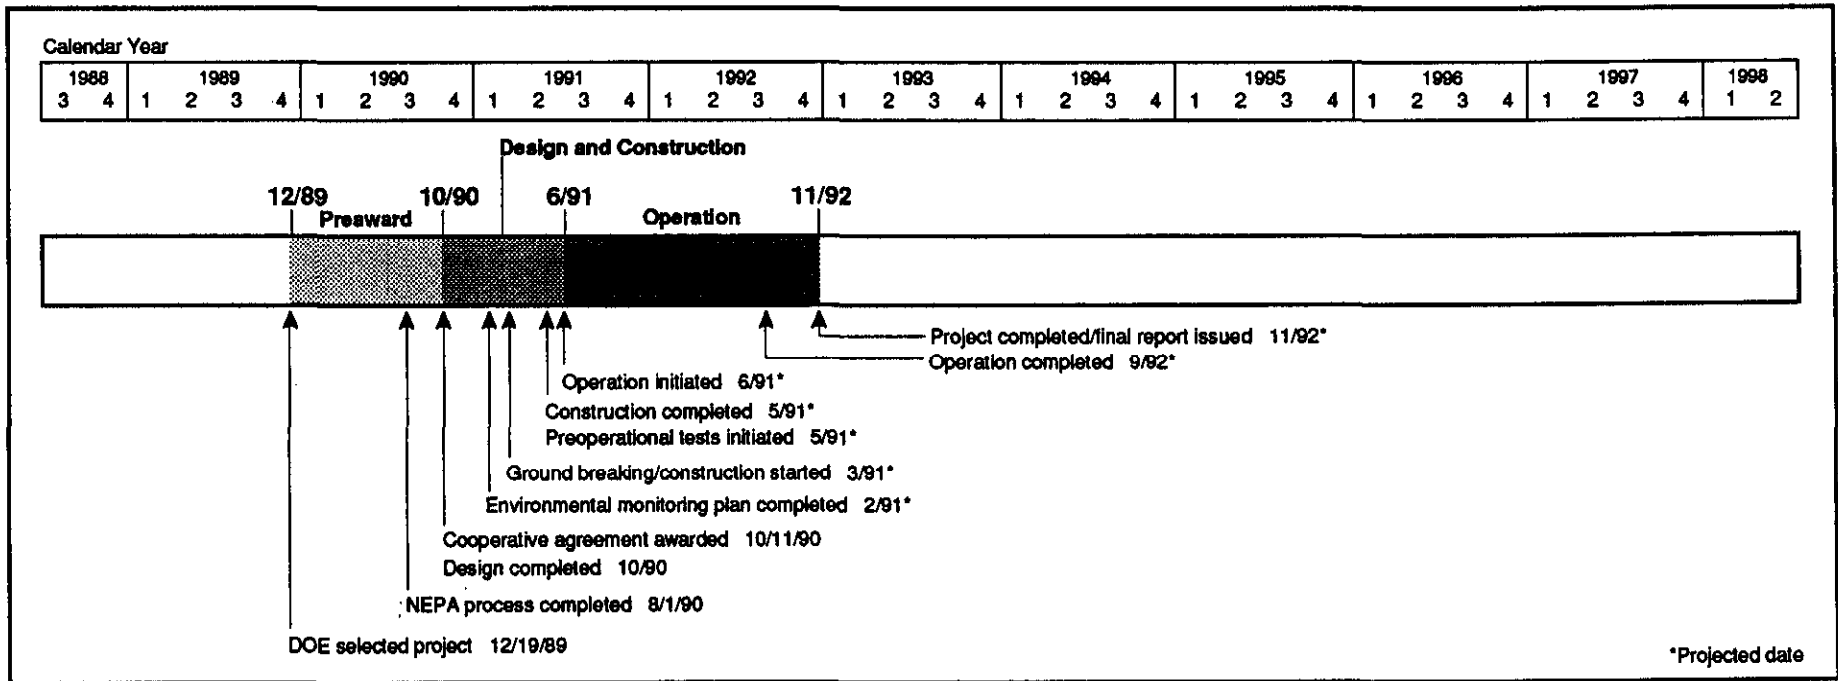 Calendar Year
1988 1989 1990 1991 1992 1993 1994 1995 1996 1997 1998
3 4 1 2 3 4 1 2 3 4 1 2 3 4 1 2 3 4 1 2 3 4 1 2 3 4 1 2 3 4 1 2 3 4 1 2 3 4 1 2
Design and Construction
12/89 10/90 6/91 11/92
Preaward Operation
Project completed/final report issued 11/92*
Operation completed 9/92*
Operation initiated 6/91*
Construction completed 5/91*
Preoperational tests initiated 5/91*
Ground breaking/construction started 3/91*
Environmental monitoring plan completed 2/91*
Cooperative agreement awarded 10/11/90
Design completed 10/90
NEPA process completed 8/1/90
DOE selected project 12/19/89
*Projected date